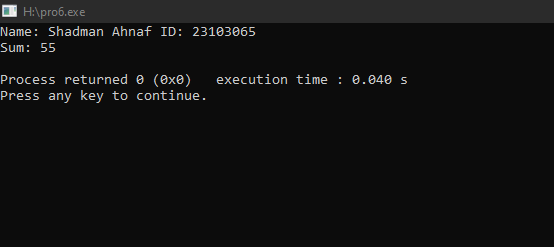 H:\pro6.exe
Name: Shadman Ahnaf ID: 23103065
Sum: 55
Process returned 0 (0x0)   execution time : 0.040 s
Press any key to continue.